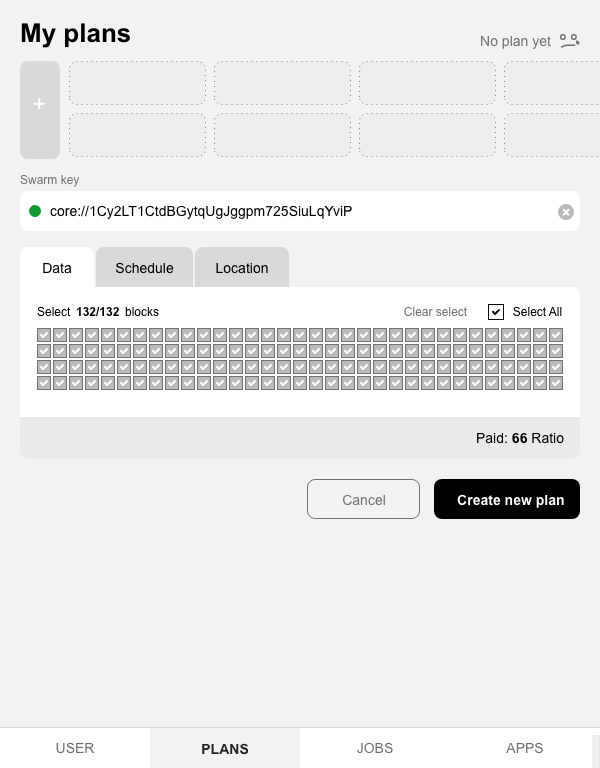 My plans
No plan yet
+
Swarm key
core://1Cy2LT1CtdBGytqUgJggpm725SiuLqYviP
Data Schedule Location
Select 132/132 blocks Clear select Select All
Paid: 66 Ratio
Cancel Create new plan
USER PLANS JOBS APPS